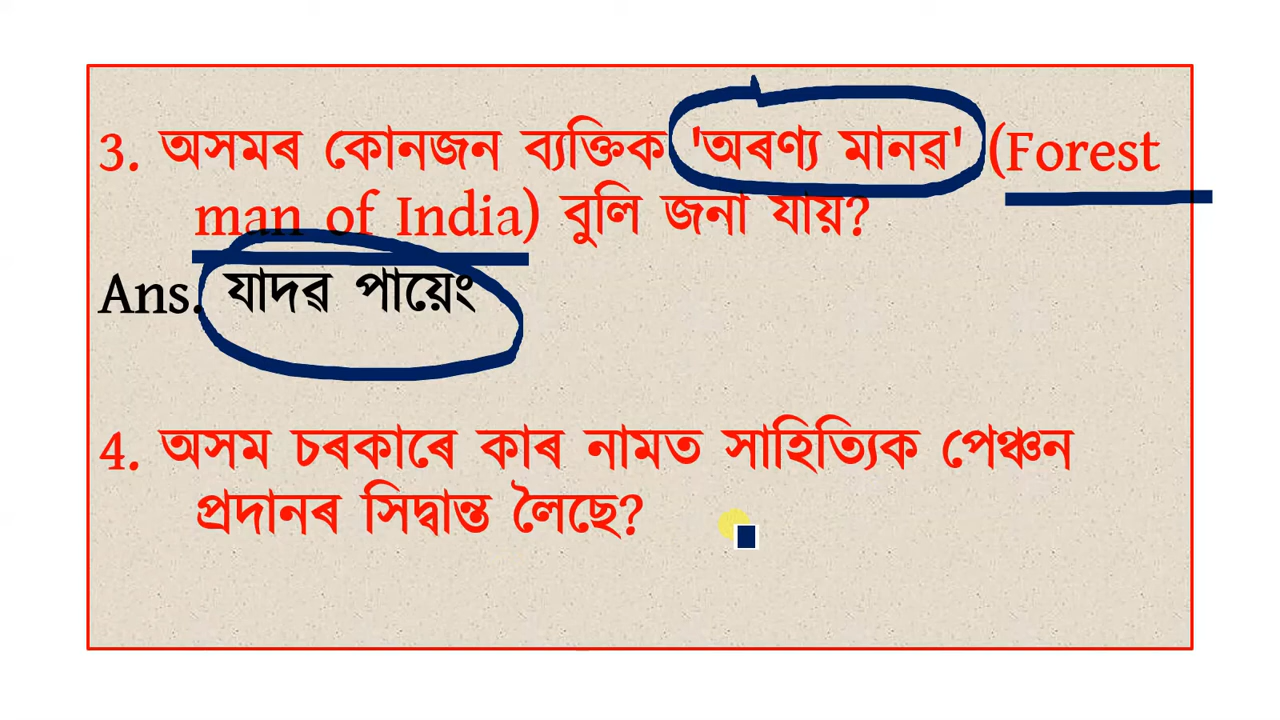 3. অসমৰ কোনজন ব্যক্তিক 'অৰণ্য মানৱ' (Forest
man of India) বুলি জনা যায়?
Ans. যাদৱ পায়েং
4. অসম চৰকাৰে কাৰ নামত সাহিত্যিক পেঞ্চন
প্ৰদানৰ সিদ্বান্ত লৈছে?